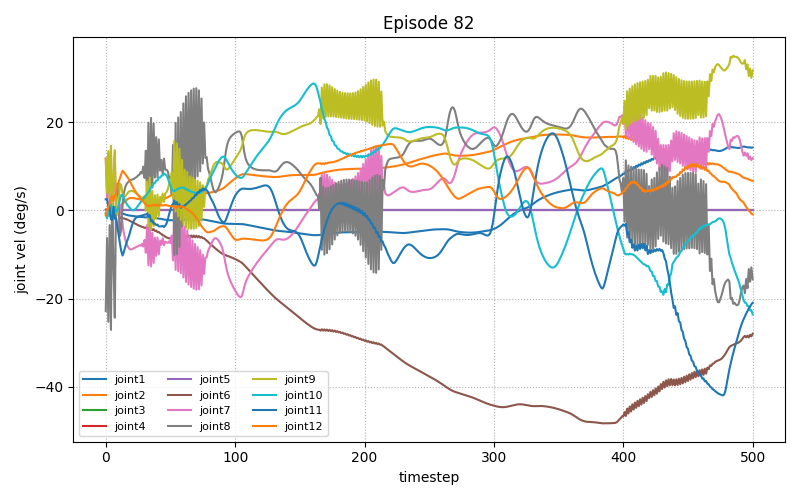 Episode 82
joint vel (deg/s)
20
0
−20
−40
joint1 joint5 joint9
joint2 joint6 joint10
joint3 joint7 joint11
joint4 joint8 joint12
0 100 200 300 400 500
timestep